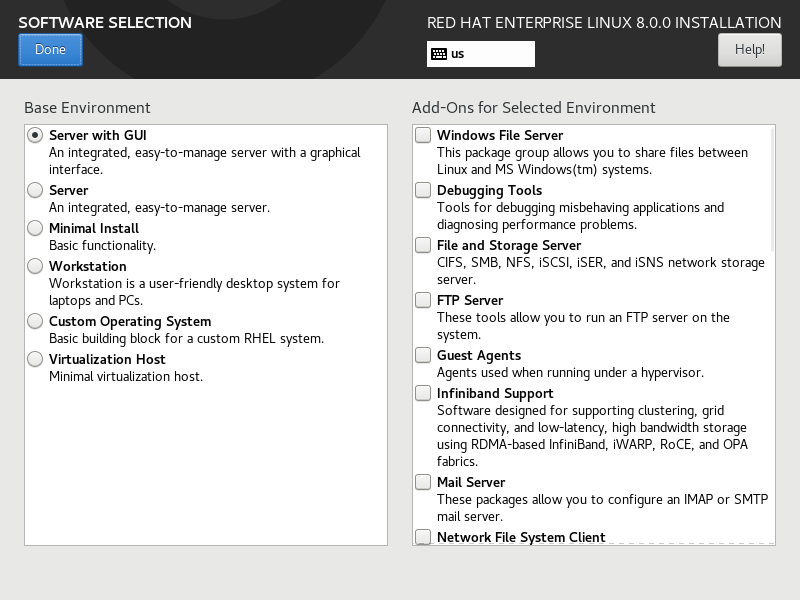 SOFTWARE SELECTION
Done
RED HAT ENTERPRISE LINUX 8.0.0 INSTALLATION
us
Help!
Base Environment
Server with GUI
An integrated, easy-to-manage server with a graphical
interface.
Server
An integrated, easy-to-manage server.
Minimal Install
Basic functionality.
Workstation
Workstation is a user-friendly desktop system for
laptops and PCs.
Custom Operating System
Basic building block for a custom RHEL system.
Virtualization Host
Minimal virtualization host.
Add-Ons for Selected Environment
Windows File Server
This package group allows you to share files between
Linux and MS Windows(tm) systems.
Debugging Tools
Tools for debugging misbehaving applications and
diagnosing performance problems.
File and Storage Server
CIFS, SMB, NFS, iSCSI, iSER, and iSNS network storage
server.
FTP Server
These tools allow you to run an FTP server on the
system.
Guest Agents
Agents used when running under a hypervisor.
Infiniband Support
Software designed for supporting clustering, grid
connectivity, and low-latency, high bandwidth storage
using RDMA-based InfiniBand, iWARP, RoCE, and OPA
fabrics.
Mail Server
These packages allow you to configure an IMAP or SMTP
mail server.
Network File System Client